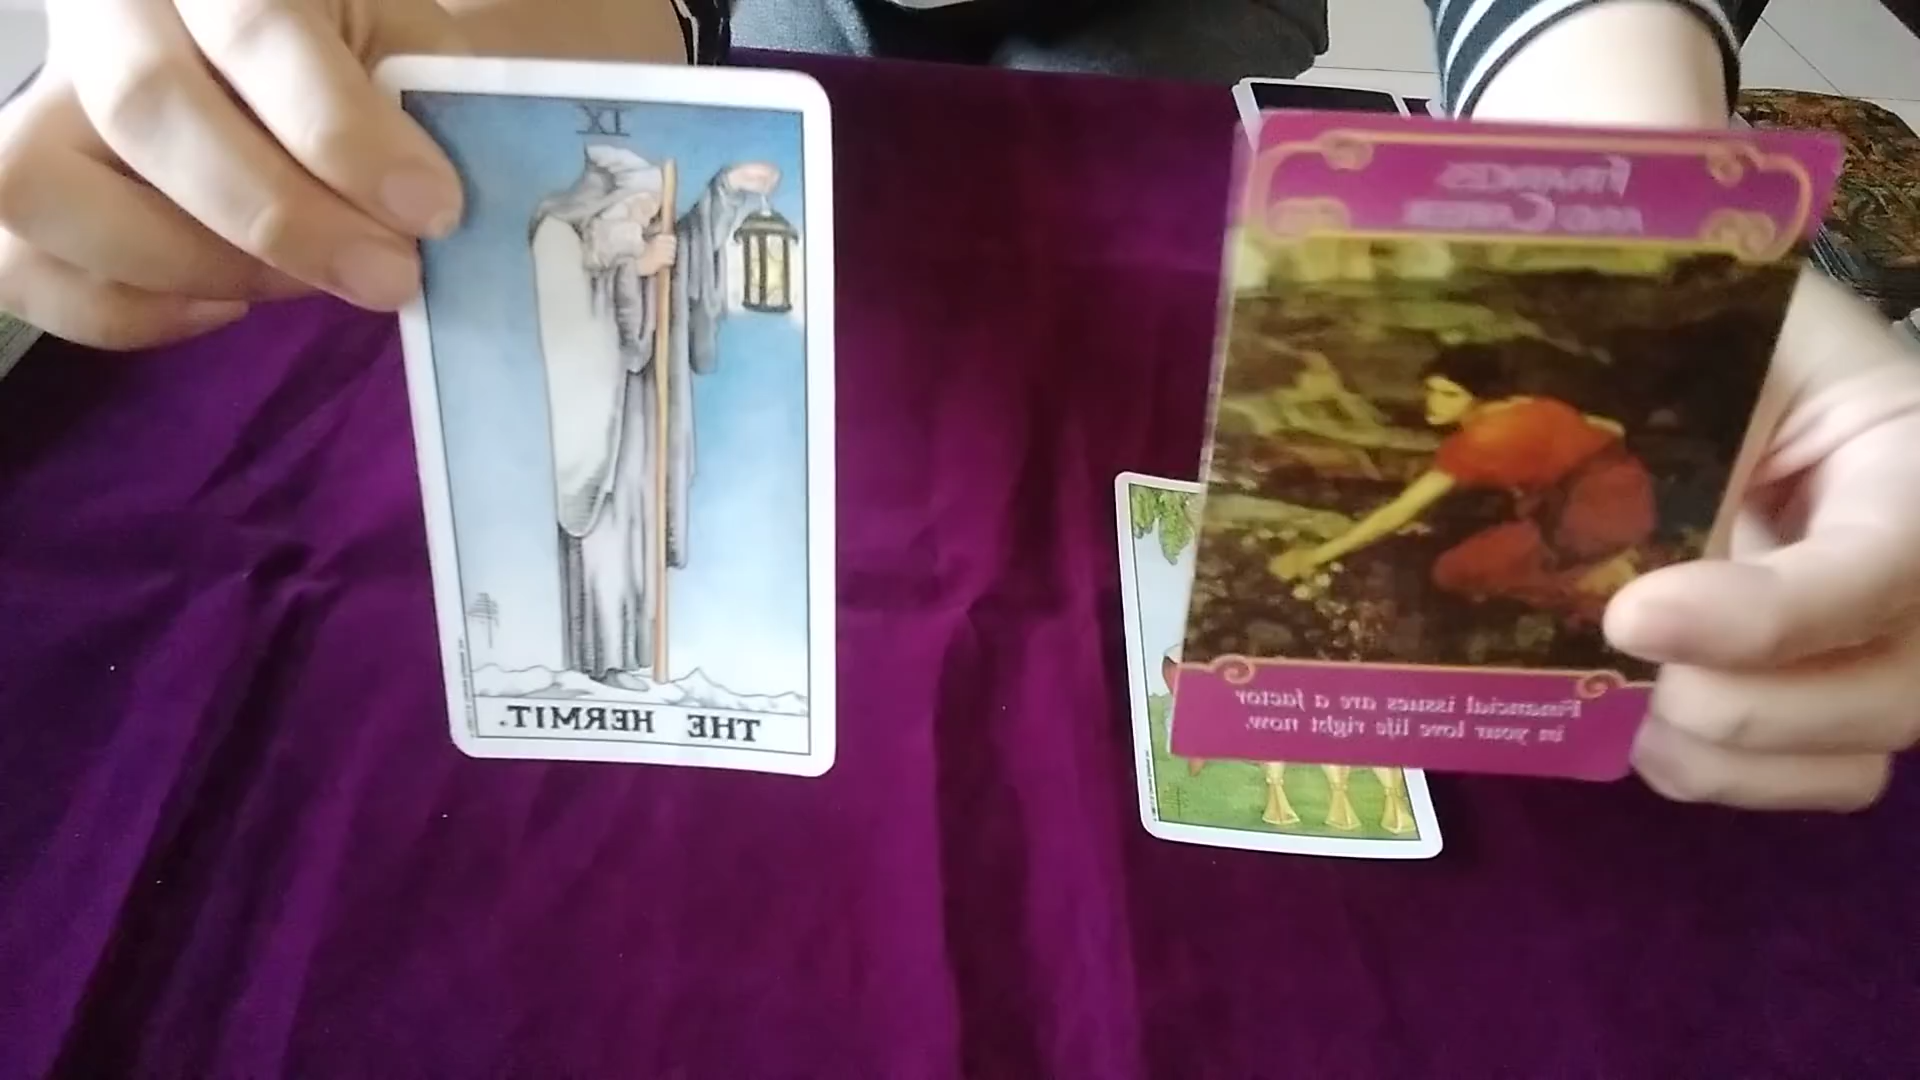 IX
THE HERMIT.
FINANCES
AND CAREER
Financial issues are a factor
in your love life right now.